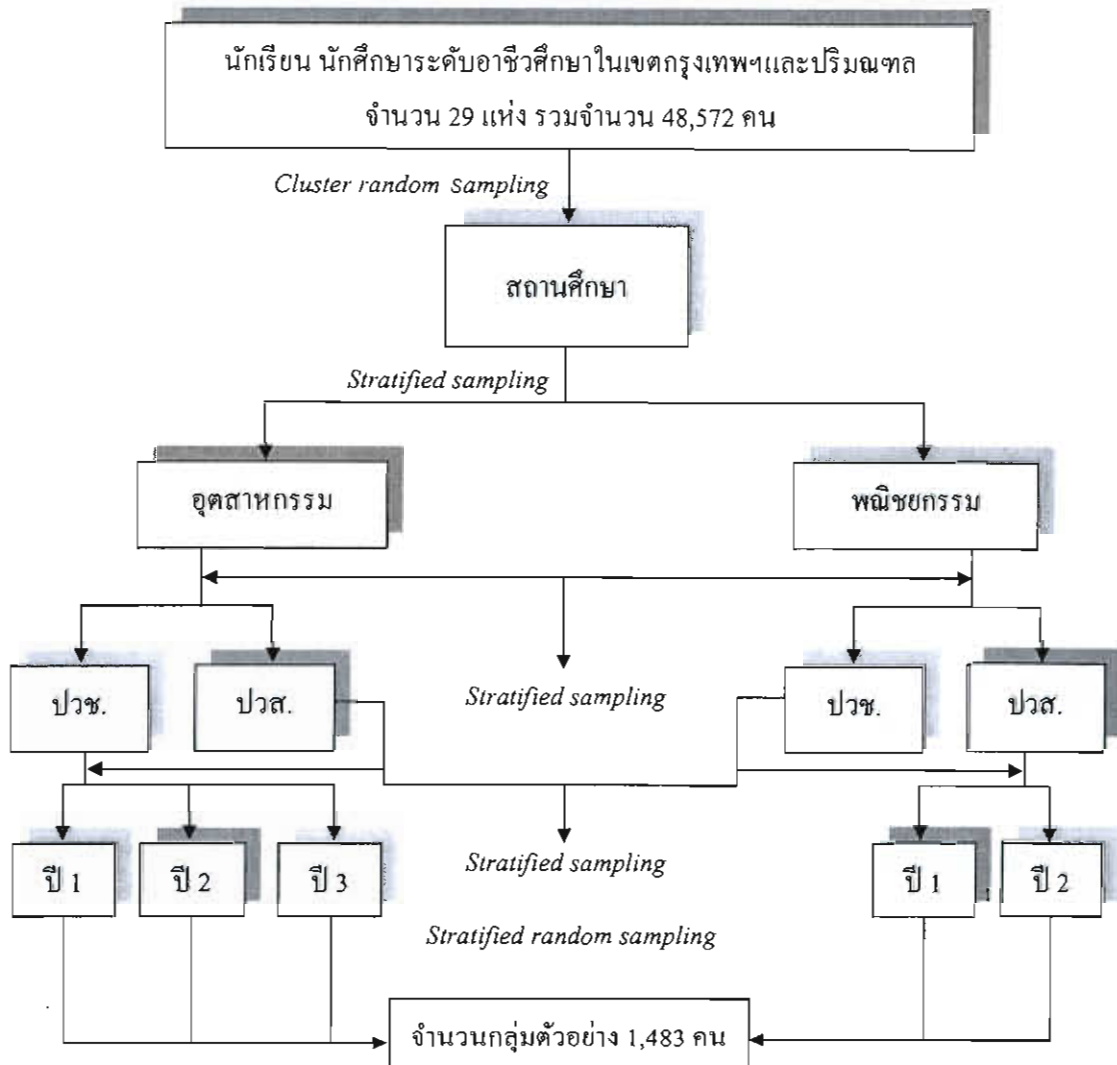 นักเรียน นักศึกษาระดับอาชีวศึกษาในเขตกรุงเทพฯและปริมณฑล
จำนวน 29 แห่ง รวมจำนวน 48,572 คน
Cluster random sampling
สถานศึกษา
Stratified sampling
อุตสาหกรรม
พณิชยกรรม
ปวช.
ปวส.
Stratified sampling
ปวช.
ปวส.
ปี 1
ปี 2
ปี 3
Stratified sampling
ปี 1
ปี 2
Stratified random sampling
จำนวนกลุ่มตัวอย่าง 1,483 คน